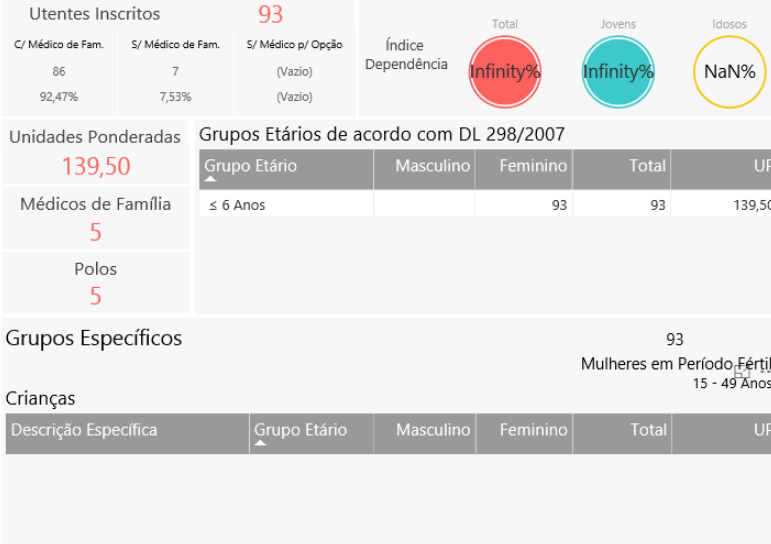 Utentes Inscritos 93
C/ Médico de Fam. S/ Médico de Fam. S/ Médico p/ Opção
86 7 (Vazio)
92,47% 7,53% (Vazio)
Índice
Dependência
Total Jovens Idosos
Infinity% Infinity% NaN%
Unidades Ponderadas
139,50
Médicos de Família
5
Polos
5
Grupos Etários de acordo com DL 298/2007
Grupo Etário Masculino Feminino Total UP
≤ 6 Anos 93 93 139,50
Grupos Específicos
93
Mulheres em Período Fértil
15 - 49 Anos
Crianças
Descrição Específica Grupo Etário Masculino Feminino Total UP